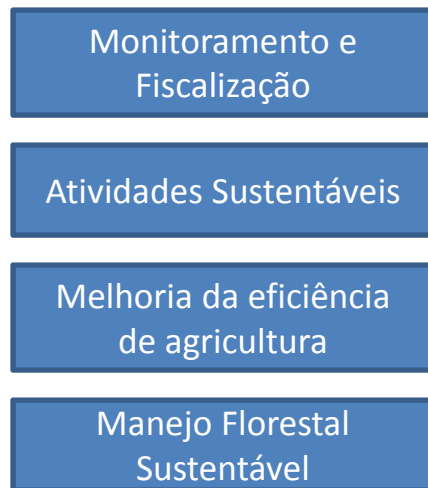 Monitoramento e
Fiscalização
Atividades Sustentáveis
Melhoria da eficiência
de agricultura
Manejo Florestal
Sustentável